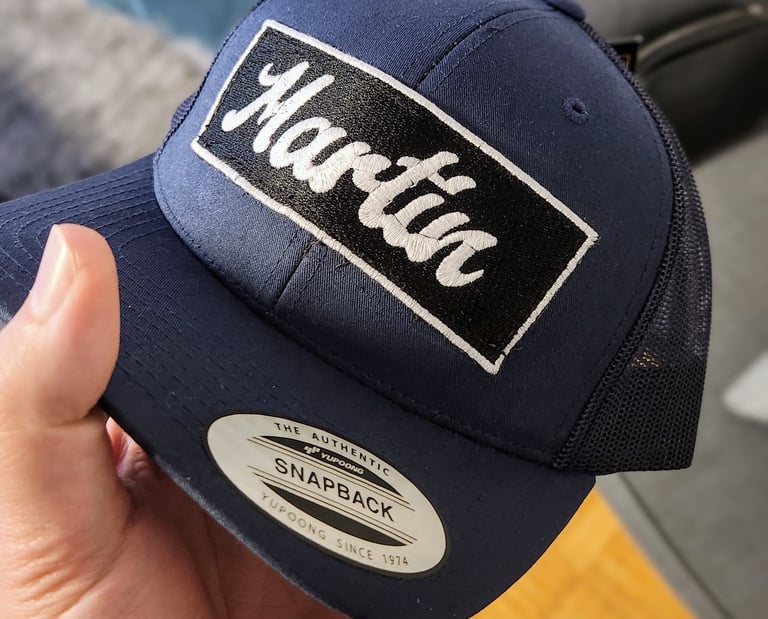 Martin
THE AUTHENTIC
YUPOONG
SNAPBACK
YUPOONG SINCE 1974